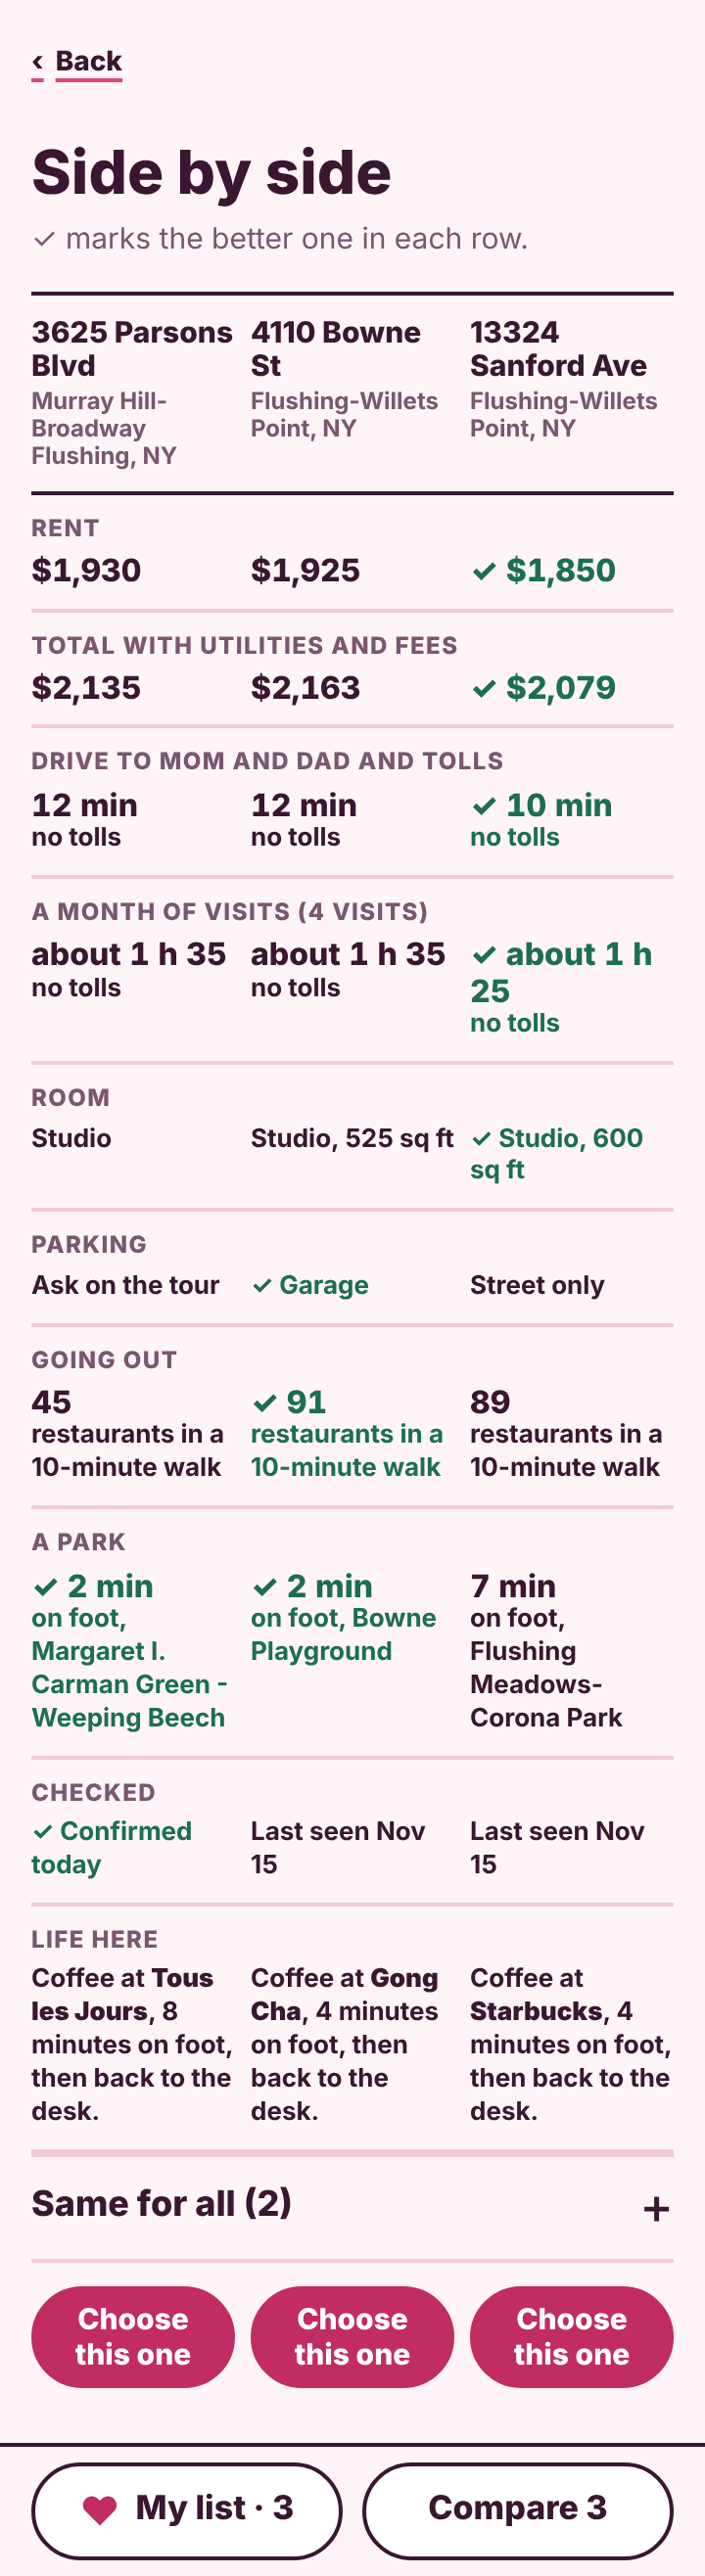 ‹ Back
Side by side
✓ marks the better one in each row.
3625 Parsons Blvd
Murray Hill-Broadway Flushing, NY
4110 Bowne St
Flushing-Willets Point, NY
13324 Sanford Ave
Flushing-Willets Point, NY
RENT
$1,930 $1,925 ✓ $1,850
TOTAL WITH UTILITIES AND FEES
$2,135 $2,163 ✓ $2,079
DRIVE TO MOM AND DAD AND TOLLS
12 min 12 min ✓ 10 min
no tolls no tolls no tolls
A MONTH OF VISITS (4 VISITS)
about 1 h 35 about 1 h 35 ✓ about 1 h 25
no tolls no tolls no tolls
ROOM
Studio
Studio, 525 sq ft
✓ Studio, 600 sq ft
PARKING
Ask on the tour ✓ Garage Street only
GOING OUT
45 restaurants in a 10-minute walk
✓ 91 restaurants in a 10-minute walk
89 restaurants in a 10-minute walk
A PARK
✓ 2 min on foot, Margaret I. Carman Green - Weeping Beech
✓ 2 min on foot, Bowne Playground
7 min on foot, Flushing Meadows-Corona Park
CHECKED
✓ Confirmed today
Last seen Nov 15
Last seen Nov 15
LIFE HERE
Coffee at Tous les Jours, 8 minutes on foot, then back to the desk.
Coffee at Gong Cha, 4 minutes on foot, then back to the desk.
Coffee at Starbucks, 4 minutes on foot, then back to the desk.
Same for all (2) +
Choose this one
Choose this one
Choose this one
My list · 3
Compare 3